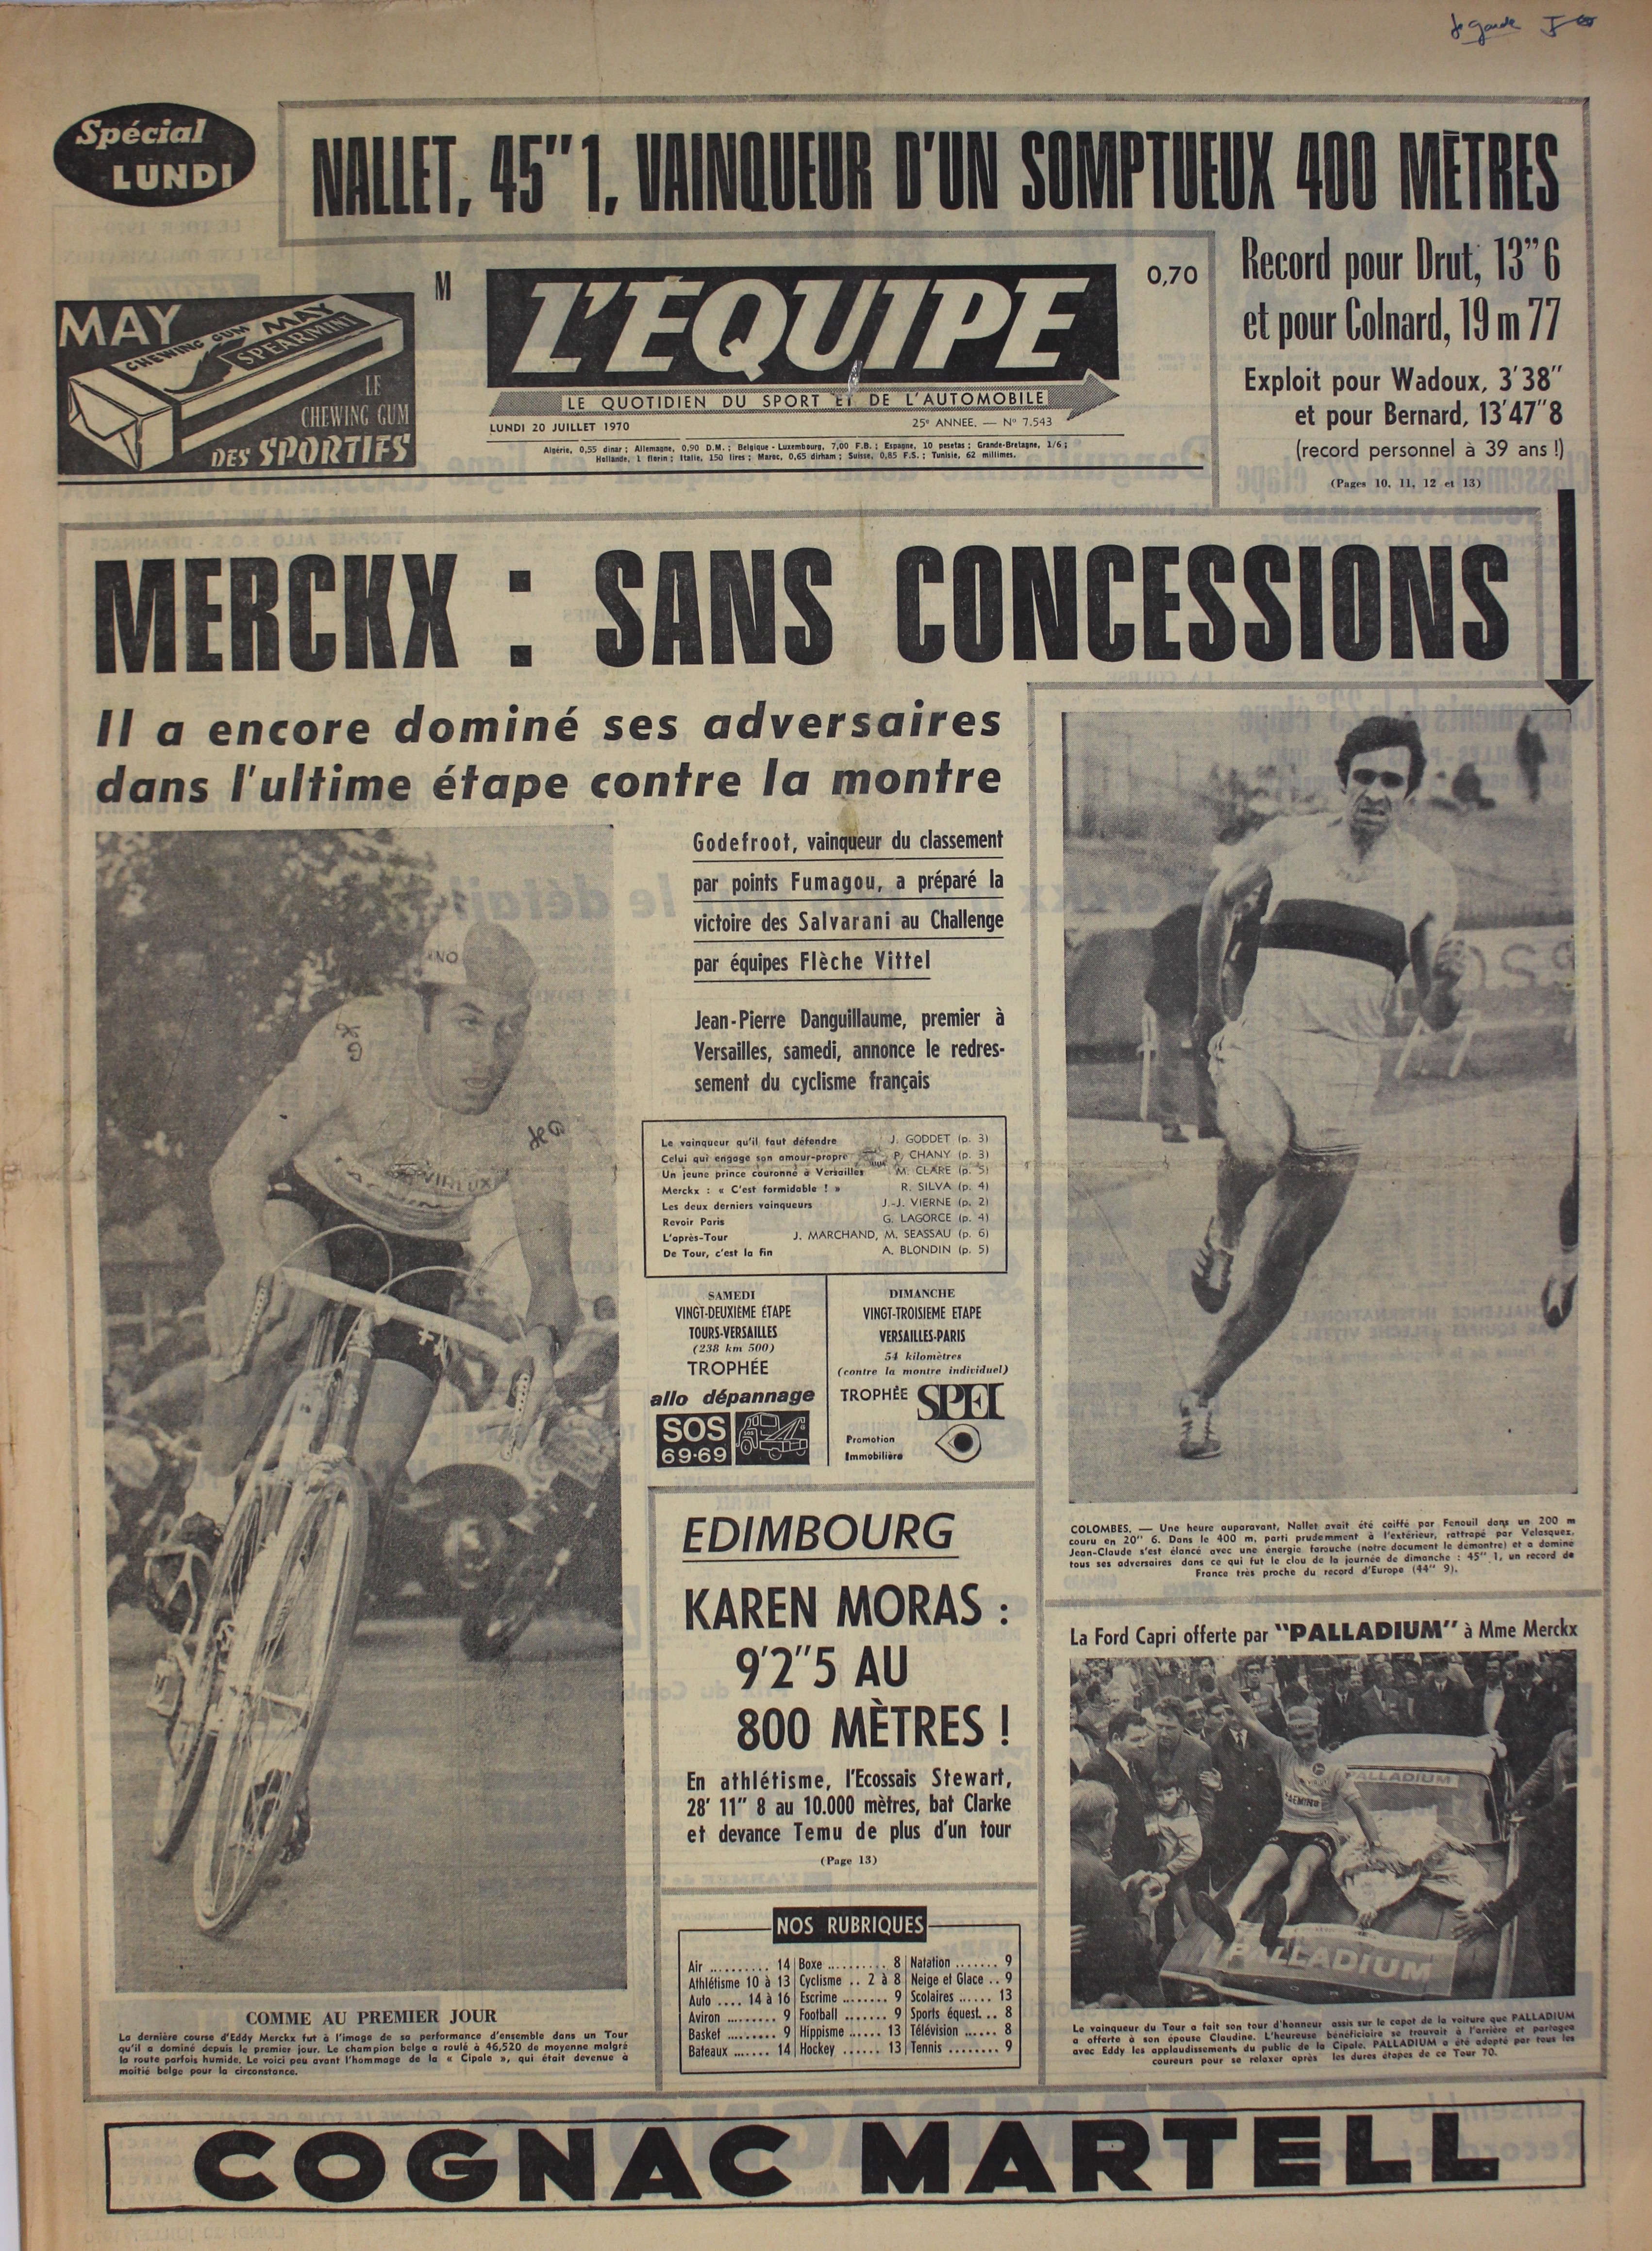 Je garde
Spécial
LUNDI
NALLET, 45"1, VAINQUEUR D'UN SOMPTUEUX 400 MÈTRES
Record pour Drut, 13"6
et pour Colnard, 19 m 77
Exploit pour Wadoux, 3'38"
et pour Bernard, 13'47"8
(record personnel à 39 ans !)
(Pages 10, 11, 12 et 13)
MAY
CHEWING GUM MAY
SPEARMINT
LE
CHEWING GUM
DES SPORTIFS
M
L'ÉQUIPE
0,70
LE QUOTIDIEN DU SPORT ET DE L'AUTOMOBILE
LUNDI 20 JUILLET 1970
25e ANNEE. — N° 7.543
Algérie, 0,55 dinar ; Allemagne, 0,90 D.M. ; Belgique - Luxembourg, 7,00 F.B. ; Espagne, 10 pesetas ; Grande-Bretagne, 1/6 ;
Hollande, 1 florin ; Italie, 150 lires ; Maroc, 0,65 dirham ; Suisse, 0,85 F.S. ; Tunisie, 62 millimes.
MERCKX : SANS CONCESSIONS
Il a encore dominé ses adversaires
dans l'ultime étape contre la montre
Godefroot, vainqueur du classement
par points Fumagou, a préparé la
victoire des Salvarani au Challenge
par équipes Flèche Vittel
Jean-Pierre Danguillaume, premier à
Versailles, samedi, annonce le redres-
sement du cyclisme français
Le vainqueur qu'il faut défendre J. GODDET (p. 3)
Celui qui engage son amour-propre P. CHANY (p. 3)
Un jeune prince couronné à Versailles M. CLARE (p. 5)
Merckx : « C'est formidable ! » R. SILVA (p. 4)
Les deux derniers vainqueurs J.-J. VIERNE (p. 2)
Revoir Paris G. LAGORCE (p. 4)
L'après-Tour J. MARCHAND, M. SEASSAU (p. 6)
De Tour, c'est la fin A. BLONDIN (p. 5)
SAMEDI
VINGT-DEUXIÈME ÉTAPE
TOURS-VERSAILLES
(238 km 500)
TROPHÉE
allo dépannage
SOS
69-69
DIMANCHE
VINGT-TROISIEME ETAPE
VERSAILLES-PARIS
54 kilomètres
(contre la montre individuel)
TROPHÉE SPEI
Promotion
Immobilière
EDIMBOURG
KAREN MORAS :
9'2"5 AU
800 MÈTRES !
En athlétisme, l'Ecossais Stewart,
28' 11" 8 au 10.000 mètres, bat Clarke
et devance Temu de plus d'un tour
(Page 13)
NOS RUBRIQUES
Air .......... 14 | Boxe .......... 8 | Natation ....... 9
Athlétisme 10 à 13 | Cyclisme .. 2 à 8 | Neige et Glace .. 9
Auto .... 14 à 16 | Escrime ........ 9 | Scolaires ...... 13
Aviron .......... 9 | Football ....... 9 | Sports équest. .. 8
Basket ......... 9 | Hippisme ...... 13 | Télévision ...... 8
Bateaux ....... 14 | Hockey ...... 13 | Tennis ......... 9
COMME AU PREMIER JOUR
La dernière course d'Eddy Merckx fut à l'image de sa performance d'ensemble dans un Tour
qu'il a dominé depuis le premier jour. Le champion belge a roulé à 46,520 de moyenne malgré
la route parfois humide. Le voici peu avant l'hommage de la « Cipale », qui était devenue à
moitié belge pour la circonstance.
COLOMBES. — Une heure auparavant, Nallet avait été coiffé par Fenouil dans un 200 m
couru en 20" 6. Dans le 400 m, parti prudemment à l'extérieur, rattrapé par Velasquez,
Jean-Claude s'est élancé avec une énergie farouche (notre document le démontre) et a dominé
tous ses adversaires dans ce qui fut le clou de la journée de dimanche : 45" 1, un record de
France très proche du record d'Europe (44" 9).
La Ford Capri offerte par "PALLADIUM" à Mme Merckx
PALLADIUM
FAEMINO
PALLADIUM
Le vainqueur du Tour a fait son tour d'honneur assis sur le capot de la voiture que PALLADIUM
a offerte à son épouse Claudine. L'heureuse bénéficiaire se trouvait à l'arrière et partagea
avec Eddy les applaudissements du public de la Cipale. PALLADIUM a été adopté par tous les
coureurs pour se relaxer après les dures étapes de ce Tour 70.
COGNAC MARTELL